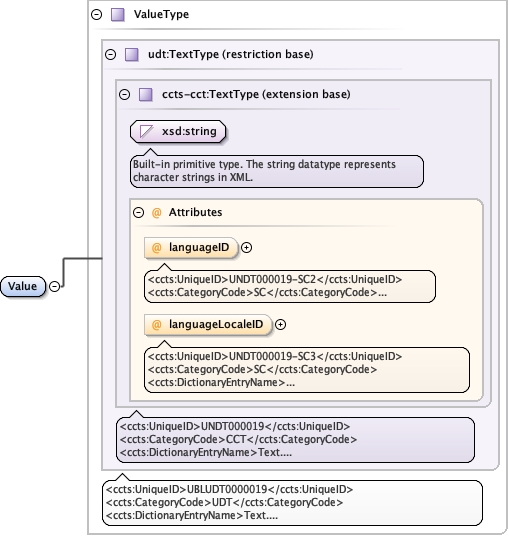 ValueType
udt:TextType (restriction base)
ccts-cct:TextType (extension base)
xsd:string
Built-in primitive type. The string datatype represents
character strings in XML.
@ Attributes
@ languageID
<ccts:UniqueID>UNDT000019-SC2</ccts:UniqueID>
<ccts:CategoryCode>SC</ccts:CategoryCode>...
@ languageLocaleID
<ccts:UniqueID>UNDT000019-SC3</ccts:UniqueID>
<ccts:CategoryCode>SC</ccts:CategoryCode>
<ccts:DictionaryEntryName>...
Value
<ccts:UniqueID>UNDT000019</ccts:UniqueID>
<ccts:CategoryCode>CCT</ccts:CategoryCode>
<ccts:DictionaryEntryName>Text....
<ccts:UniqueID>UBLUDT0000019</ccts:UniqueID>
<ccts:CategoryCode>UDT</ccts:CategoryCode>
<ccts:DictionaryEntryName>Text....